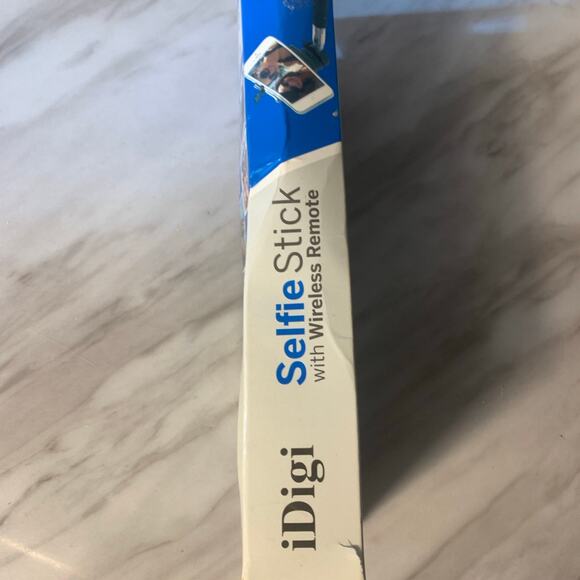 iDigi
Selfie Stick
with Wireless Remote